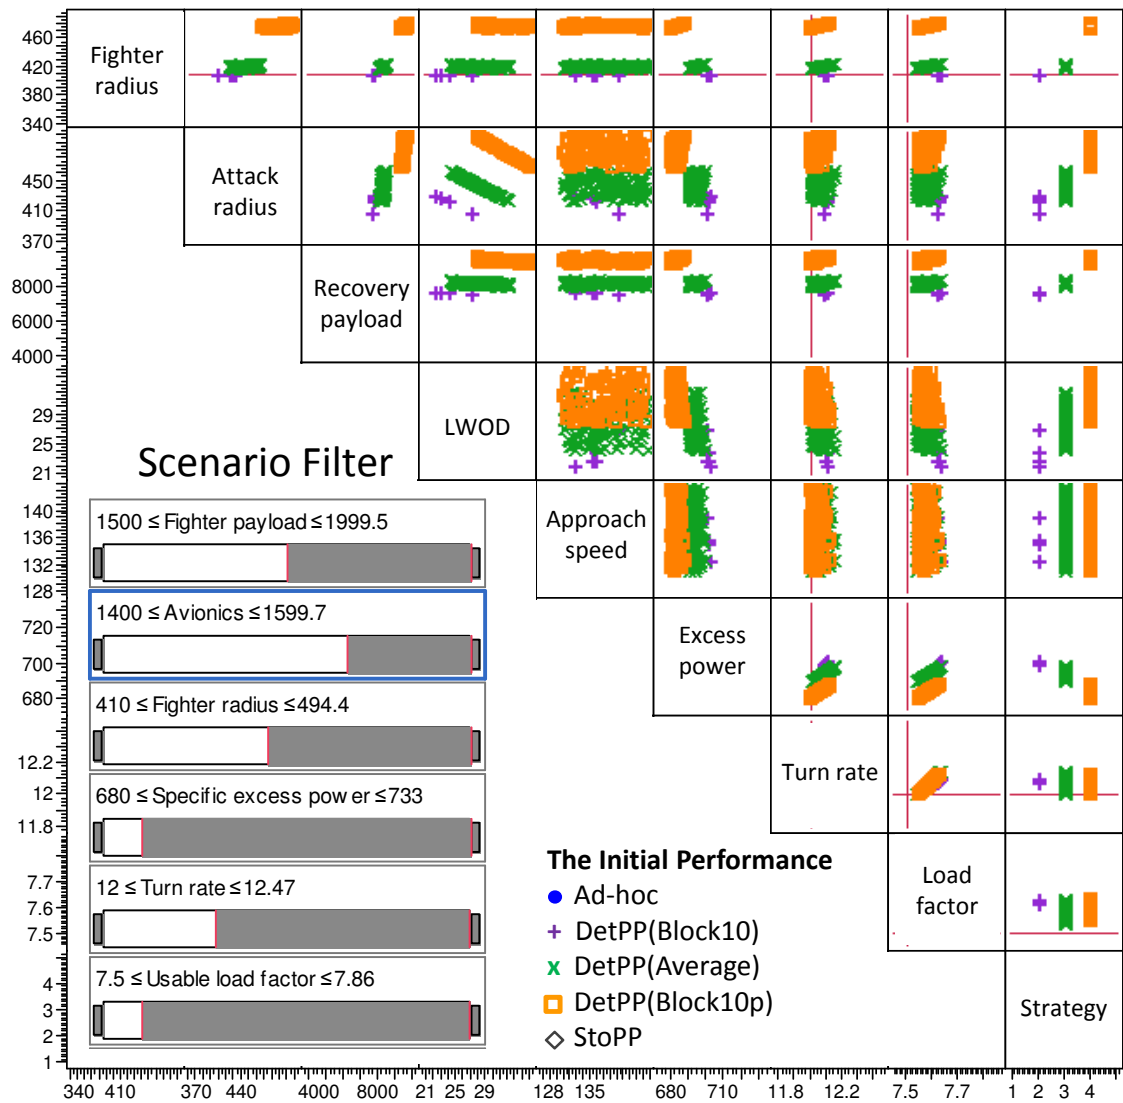 460
420
380
340
Fighter
radius
450
410
370
Attack
radius
8000
6000
4000
Recovery
payload
29
25
21
LWOD
Scenario Filter
140
136
132
128
Approach
speed
1500 ≤ Fighter payload ≤ 1999.5
1400 ≤ Avionics ≤ 1599.7
720
700
680
Excess
power
410 ≤ Fighter radius ≤ 494.4
12.2
12
11.8
Turn rate
680 ≤ Specific excess power ≤ 733
The Initial Performance
Ad-hoc
DetPP(Block10)
DetPP(Average)
DetPP(Block10p)
StoPP
7.7
7.6
7.5
Load
factor
12 ≤ Turn rate ≤ 12.47
4
3
2
1
Strategy
7.5 ≤ Usable load factor ≤ 7.86
340 410 370 440 4000 8000 21 25 29 128 135 680 710 11.8 12.2 7.5 7.7 1 2 3 4